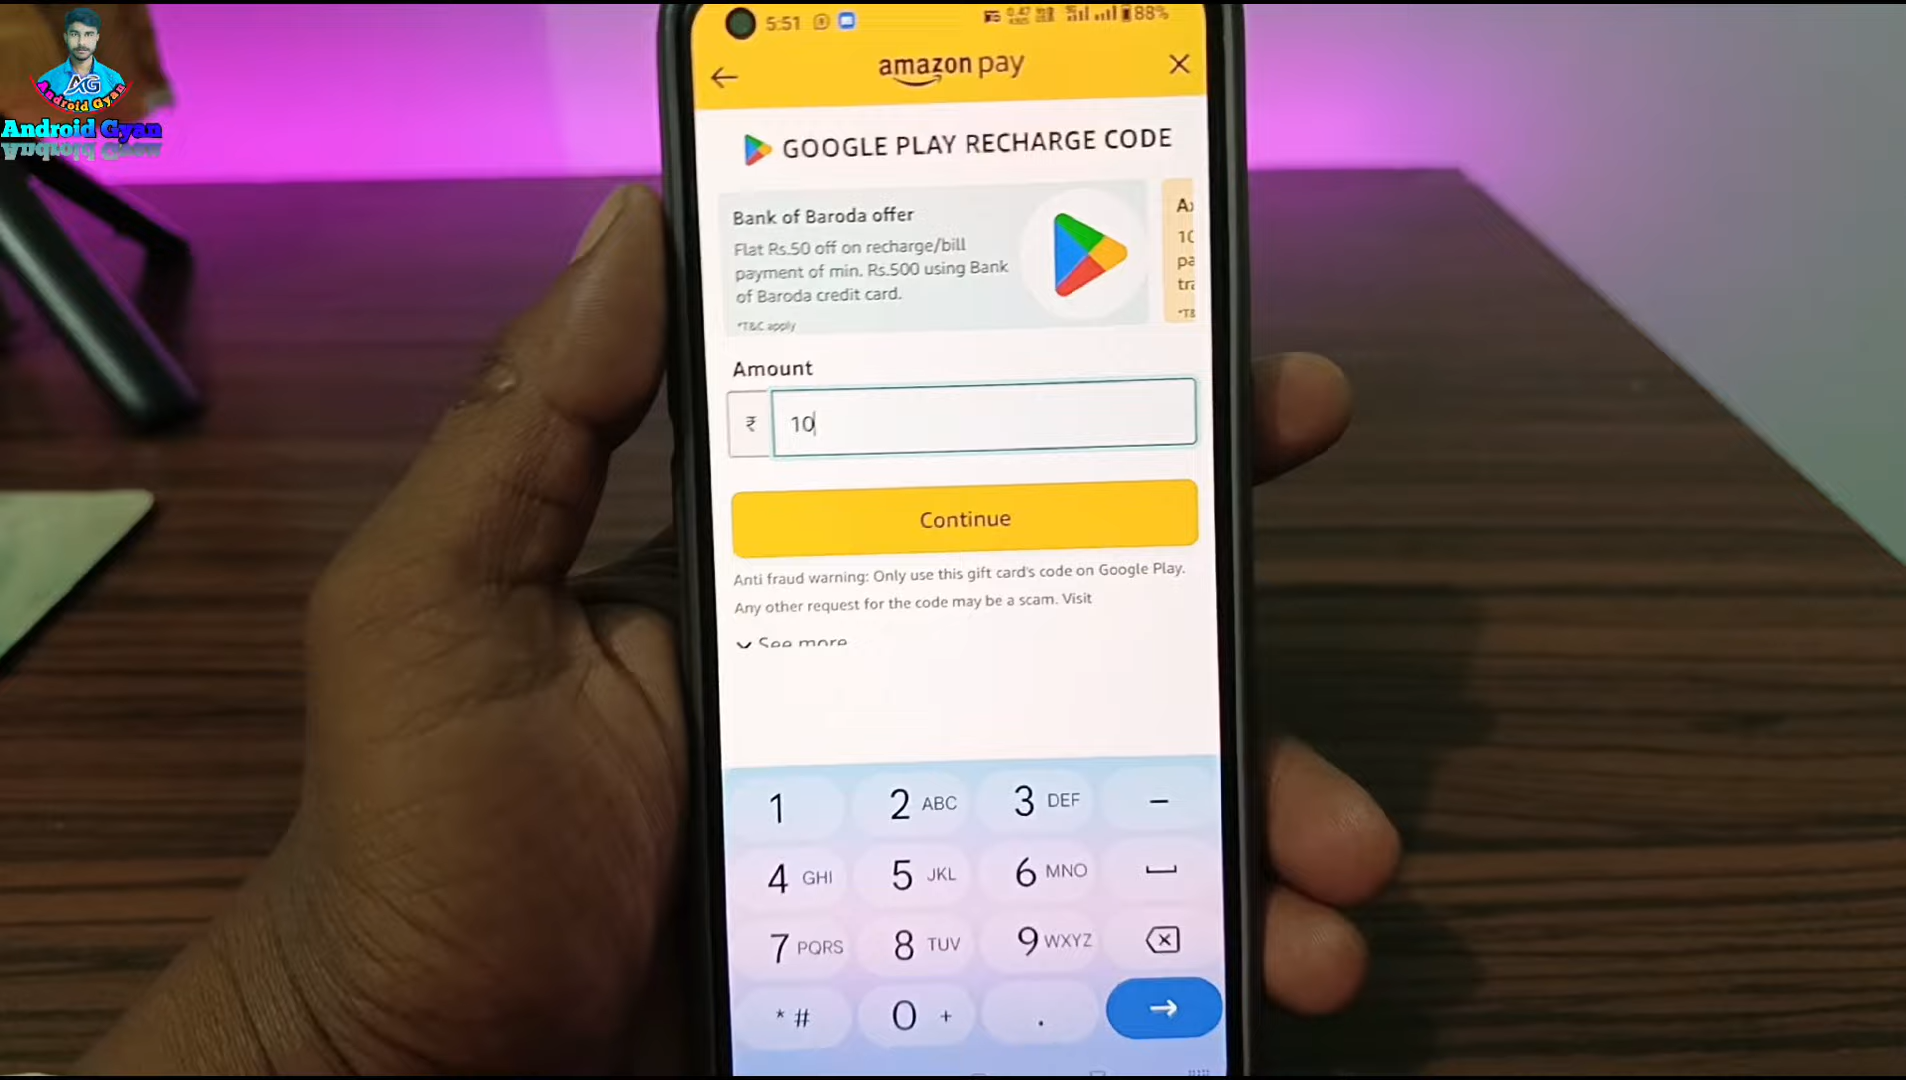 AG
Android Gyan
Android Gyan
5:51
88%
amazon pay
GOOGLE PLAY RECHARGE CODE
Bank of Baroda offer
Flat Rs.50 off on recharge/bill
payment of min. Rs.500 using Bank
of Baroda credit card.
*T&C apply
Amount
₹ 10
Continue
Anti fraud warning: Only use this gift card's code on Google Play.
Any other request for the code may be a scam. Visit
See more
1 2 ABC 3 DEF -
4 GHI 5 JKL 6 MNO
7 PQRS 8 TUV 9 WXYZ
* # 0 + .